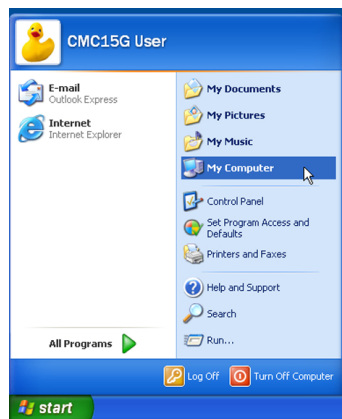 CMC15G User
E-mail
Outlook Express
Internet
Internet Explorer
All Programs
My Documents
My Pictures
My Music
My Computer
Control Panel
Set Program Access and
Defaults
Printers and Faxes
Help and Support
Search
Run...
Log Off
Turn Off Computer
start